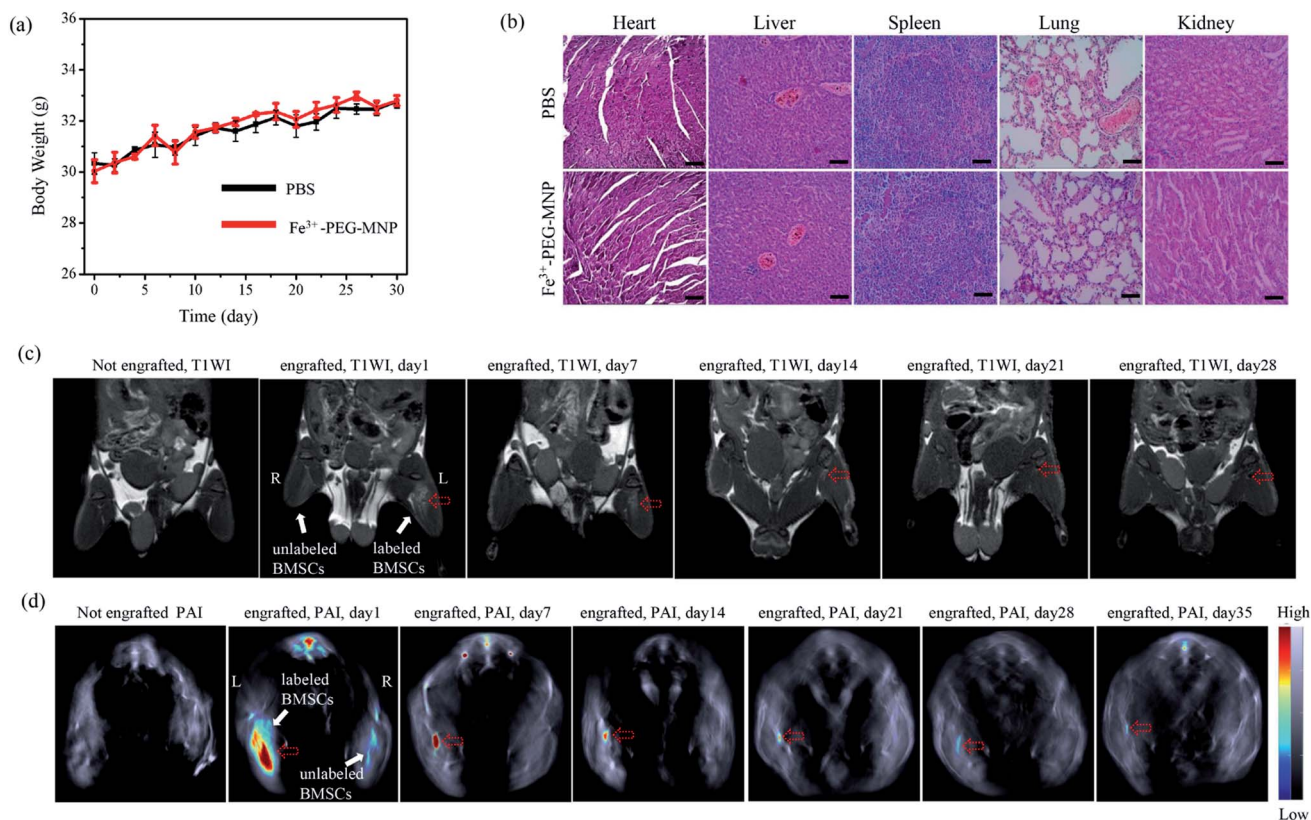 (a)
36
34
32
30
28
26
Body Weight (g)
0 5 10 15 20 25 30
Time (day)
PBS
Fe³⁺-PEG-MNP
(b)
Heart Liver Spleen Lung Kidney
PBS
Fe³⁺-PEG-MNP
(c)
Not engrafted, T1WI engrafted, T1WI, day1 engrafted, T1WI, day7 engrafted, T1WI, day14 engrafted, T1WI, day21 engrafted, T1WI, day28
R L
unlabeled
BMSCs
labeled
BMSCs
(d)
Not engrafted PAI engrafted, PAI, day1 engrafted, PAI, day7 engrafted, PAI, day14 engrafted, PAI, day21 engrafted, PAI, day28 engrafted, PAI, day35 High
L R
labeled
BMSCs
unlabeled
BMSCs
Low